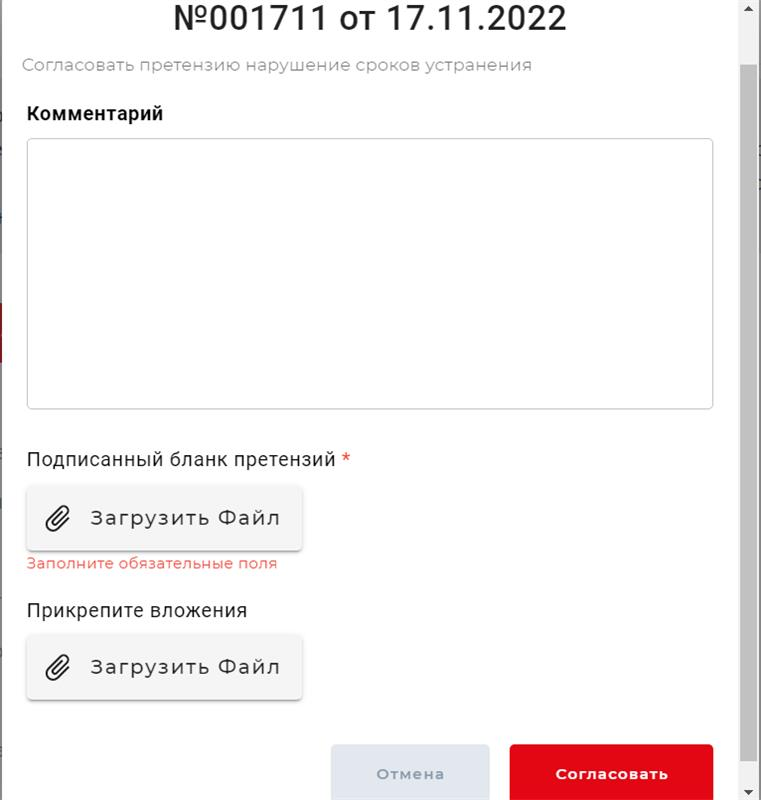 №001711 от 17.11.2022
Согласовать претензию нарушение сроков устранения
Комментарий
Подписанный бланк претензий *
Загрузить Файл
Заполните обязательные поля
Прикрепите вложения
Загрузить Файл
Отмена
Согласовать